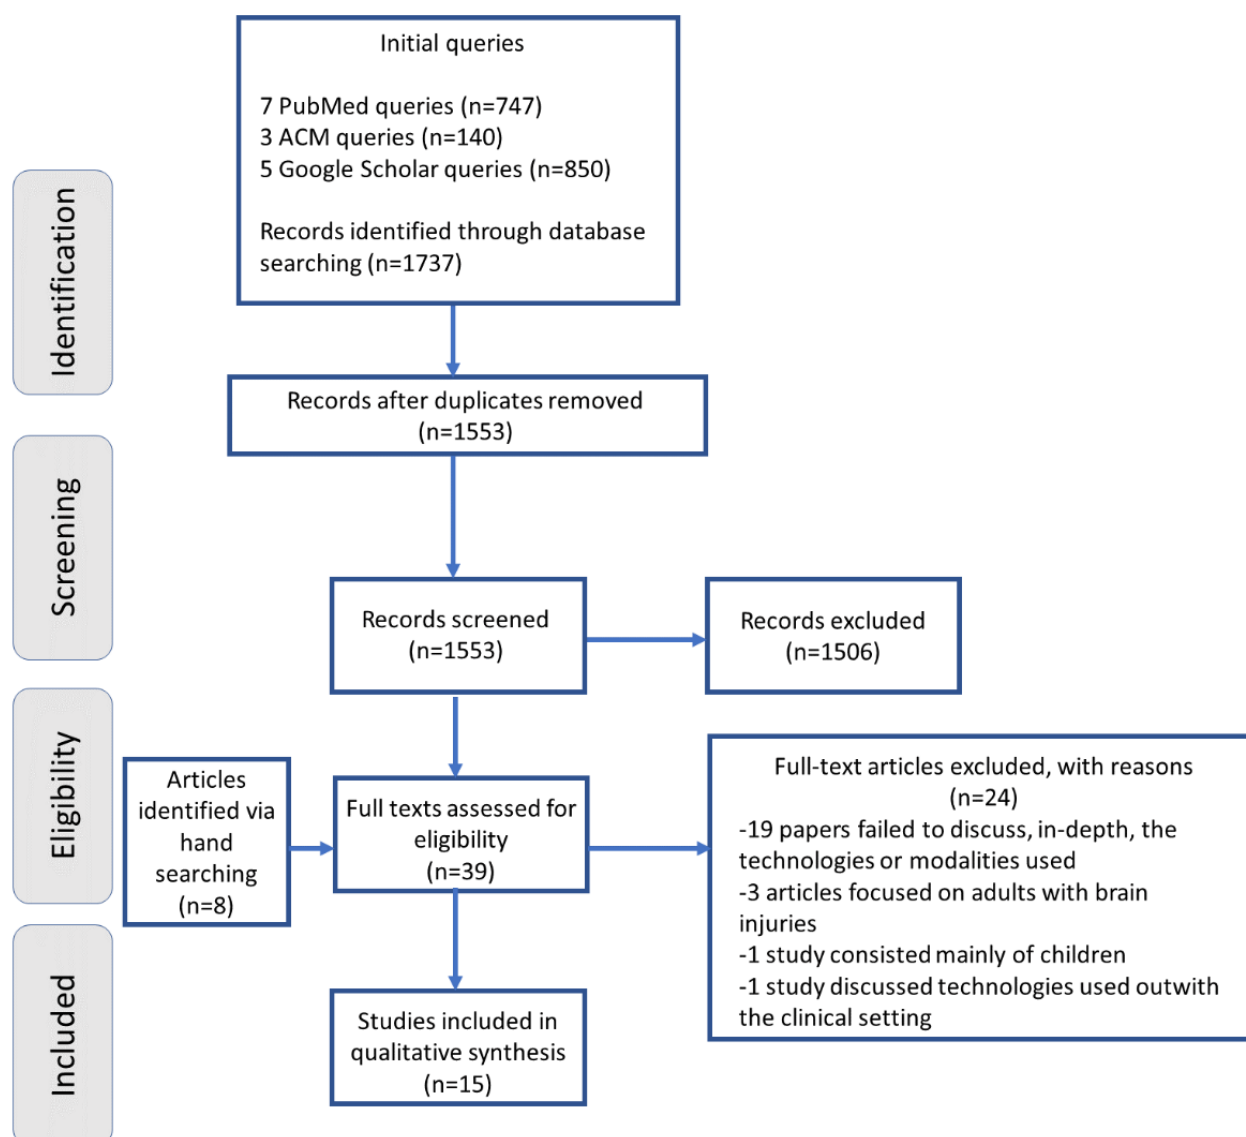 Initial queries
7 PubMed queries (n=747)
3 ACM queries (n=140)
5 Google Scholar queries (n=850)
Records identified through database
searching (n=1737)
Identification
Records after duplicates removed
(n=1553)
Screening
Records screened
(n=1553)
Records excluded
(n=1506)
Eligibility
Articles
identified via
hand
searching
(n=8)
Full texts assessed for
eligibility
(n=39)
Full-text articles excluded, with reasons
(n=24)
-19 papers failed to discuss, in-depth, the
technologies or modalities used
-3 articles focused on adults with brain
injuries
-1 study consisted mainly of children
-1 study discussed technologies used outwith
the clinical setting
Included
Studies included in
qualitative synthesis
(n=15)